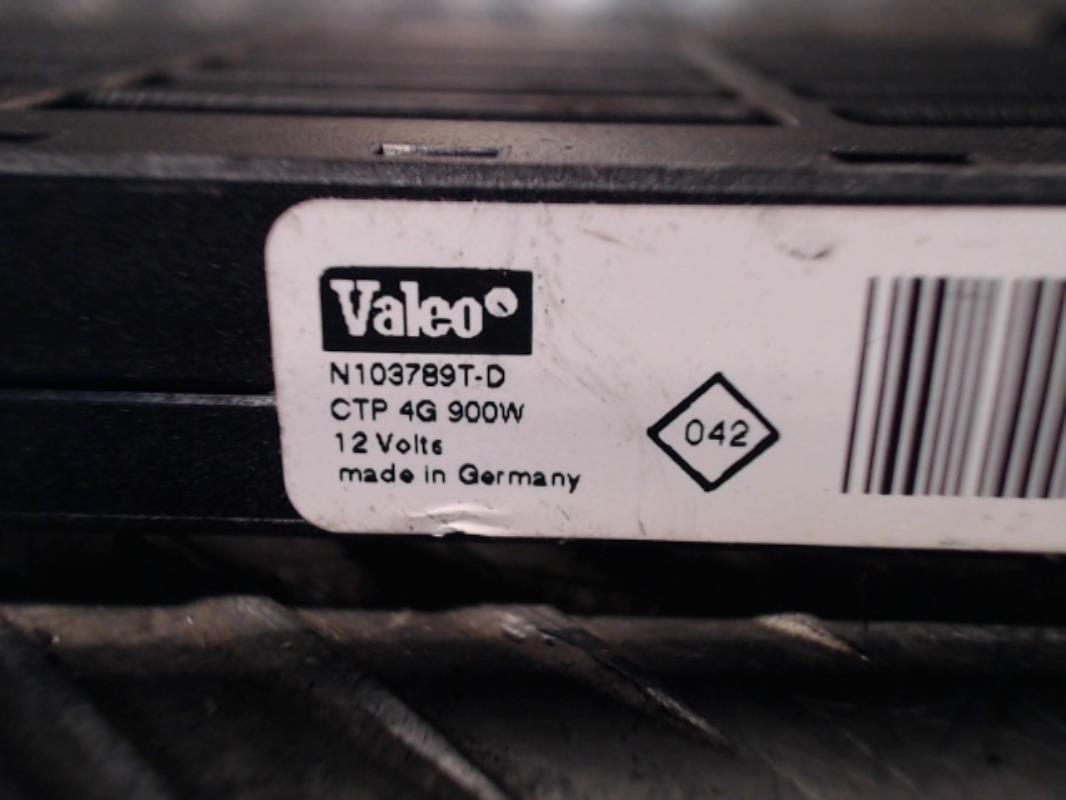 Valeo
N103789T-D
CTP 4G 900W
12 Volts
made in Germany
042